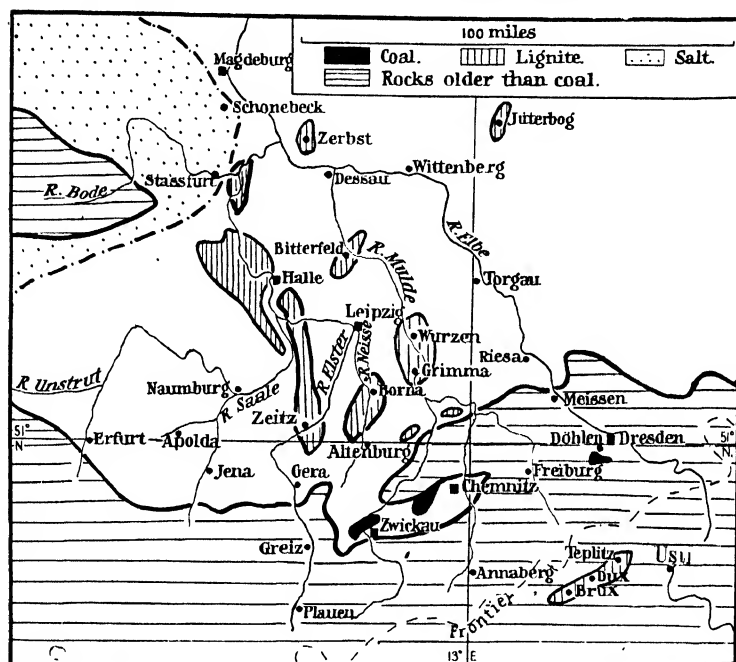 100 miles
Coal. Lignite. Salt.
Rocks older than coal.
Magdeburg
Schonebeck
Zerbst
Jüterbog
Stassfurt
R. Bode
Dessau
Wittenberg
R. Elbe
Bitterfeld
R. Mulde
Halle
Torgau
Leipzig
Wurzen
R. Neisse
R. Elster
Riesa
Grimma
R Unstrut
Naumburg
R Saale
Borna
Meissen
Zeitz
51°
N
Erfurt
Apolda
Altenburg
Döhlen
Dresden
51°
N.
Jena
Gera
Freiburg
Chemnitz
Zwickau
Greiz
Teplitz
Usti
Dux
Annaberg
Brüx
Plauen
Frontier
13° E